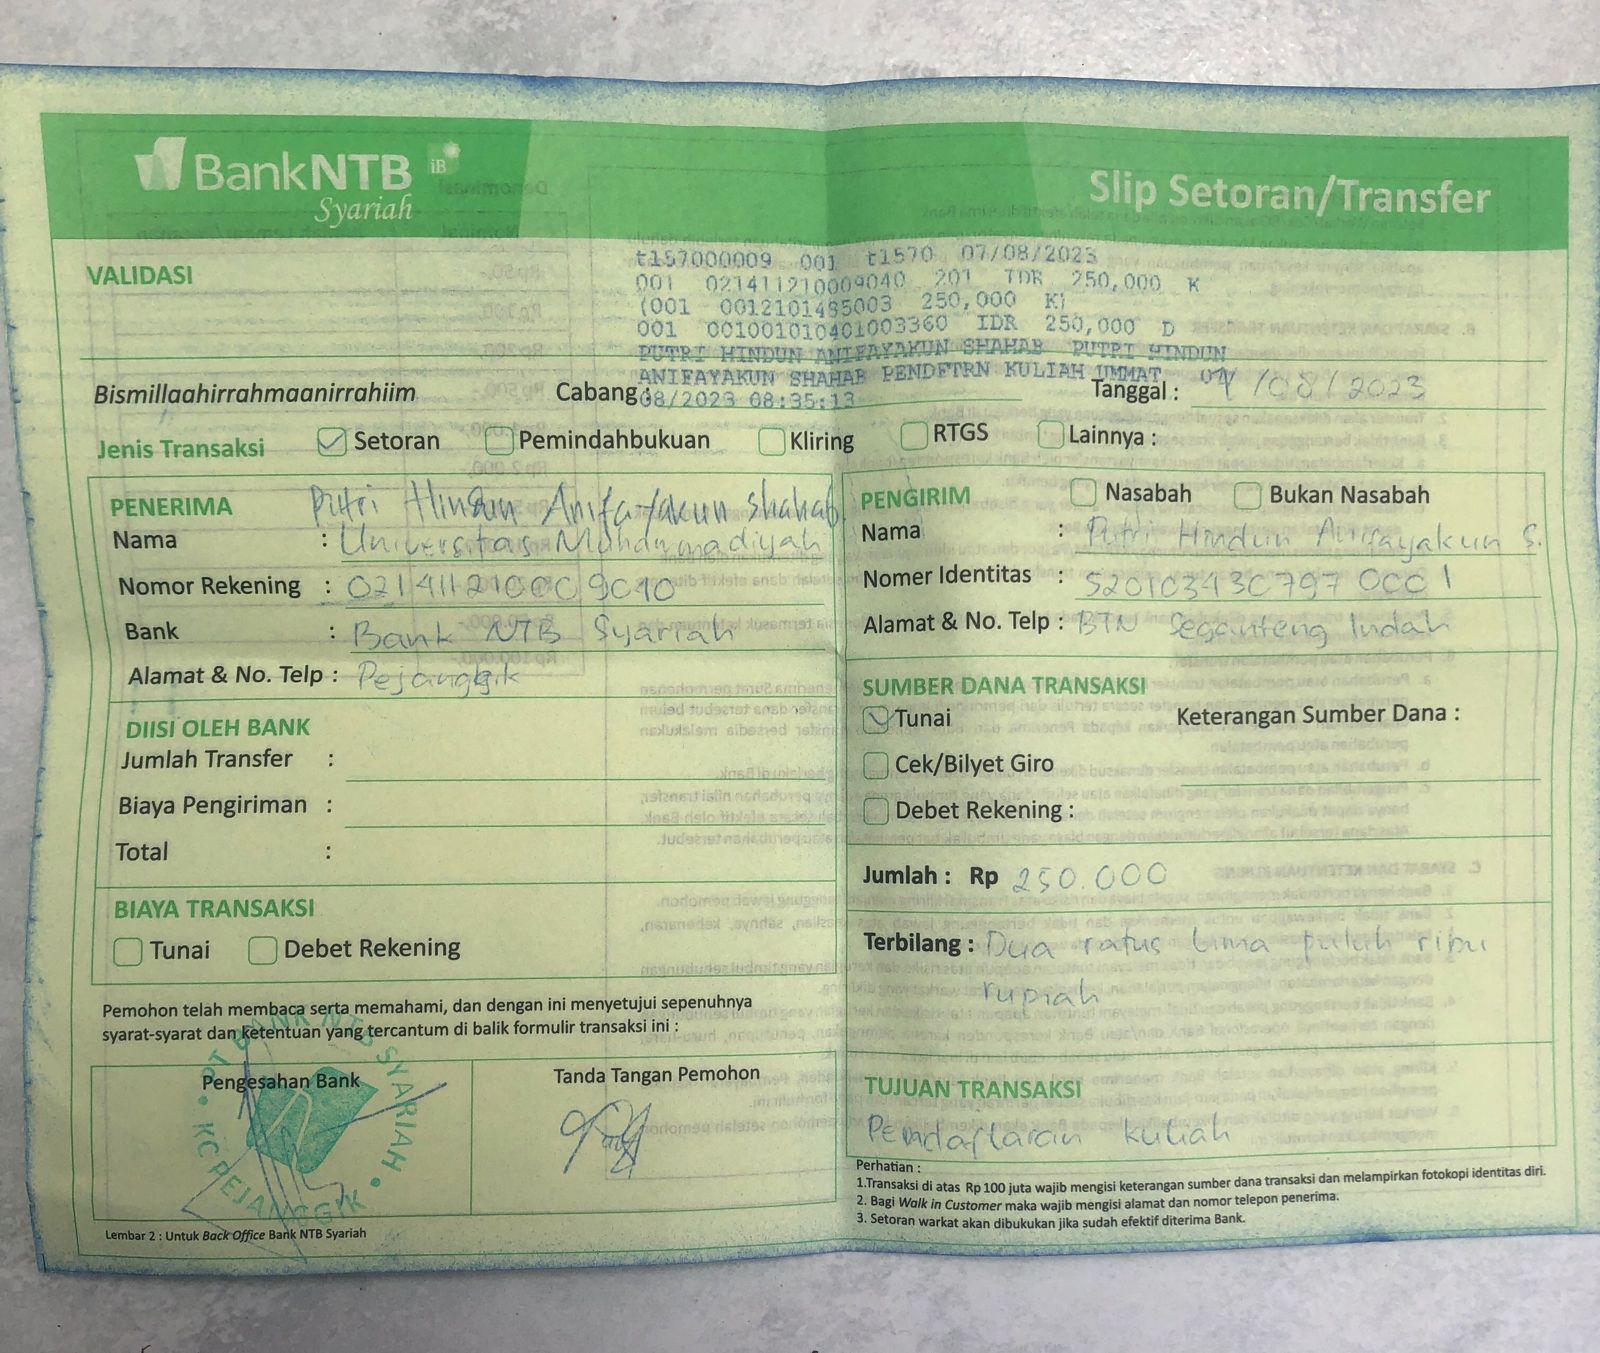 BankNTB iB
Syariah
Slip Setoran/Transfer
VALIDASI
t157000009 001 t1570 07/08/2023
001 021411210009040 201 IDR 250,000 K
(001 0012101495003 250,000 K)
001 001001010401003360 IDR 250,000 D
PUTRI HINDUN ANIFAYAKUN SHAHAB PUTRI HINDUN
ANIFAYAKUN SHAHAB PENDFTRN KULIAH UMMAT 07/
08/2023 08:35:13
Bismillaahirrahmaanirrahiim
Cabang :
Tanggal : 07/08/2023
Jenis Transaksi Setoran Pemindahbukuan Kliring RTGS Lainnya :
PENERIMA Putri Hindun Anifayakun Shahab
Nama : Universitas Muhammadiyah
Nomor Rekening : 021411210009040
Bank : Bank NTB Syariah
Alamat & No. Telp : Pejanggik
DIISI OLEH BANK
Jumlah Transfer :
Biaya Pengiriman :
Total :
BIAYA TRANSAKSI
Tunai Debet Rekening
PENGIRIM Nasabah Bukan Nasabah
Nama : Putri Hindun Anifayakun S.
Nomer Identitas : 5201034307970001
Alamat & No. Telp : BTN Seganteng Indah
SUMBER DANA TRANSAKSI
Tunai Keterangan Sumber Dana :
Cek/Bilyet Giro
Debet Rekening :
Jumlah : Rp 250.000
Terbilang : Dua ratus lima puluh ribu
rupiah
TUJUAN TRANSAKSI
Pendaftaran kuliah
Pemohon telah membaca serta memahami, dan dengan ini menyetujui sepenuhnya
syarat-syarat dan ketentuan yang tercantum di balik formulir transaksi ini :
Pengesahan Bank
Tanda Tangan Pemohon
PT. BANK NTB SYARIAH • KC PEJANGGIK •
Perhatian :
1.Transaksi di atas Rp 100 juta wajib mengisi keterangan sumber dana transaksi dan melampirkan fotokopi identitas diri.
2. Bagi Walk in Customer maka wajib mengisi alamat dan nomor telepon penerima.
3. Setoran warkat akan dibukukan jika sudah efektif diterima Bank.
Lembar 2 : Untuk Back Office Bank NTB Syariah